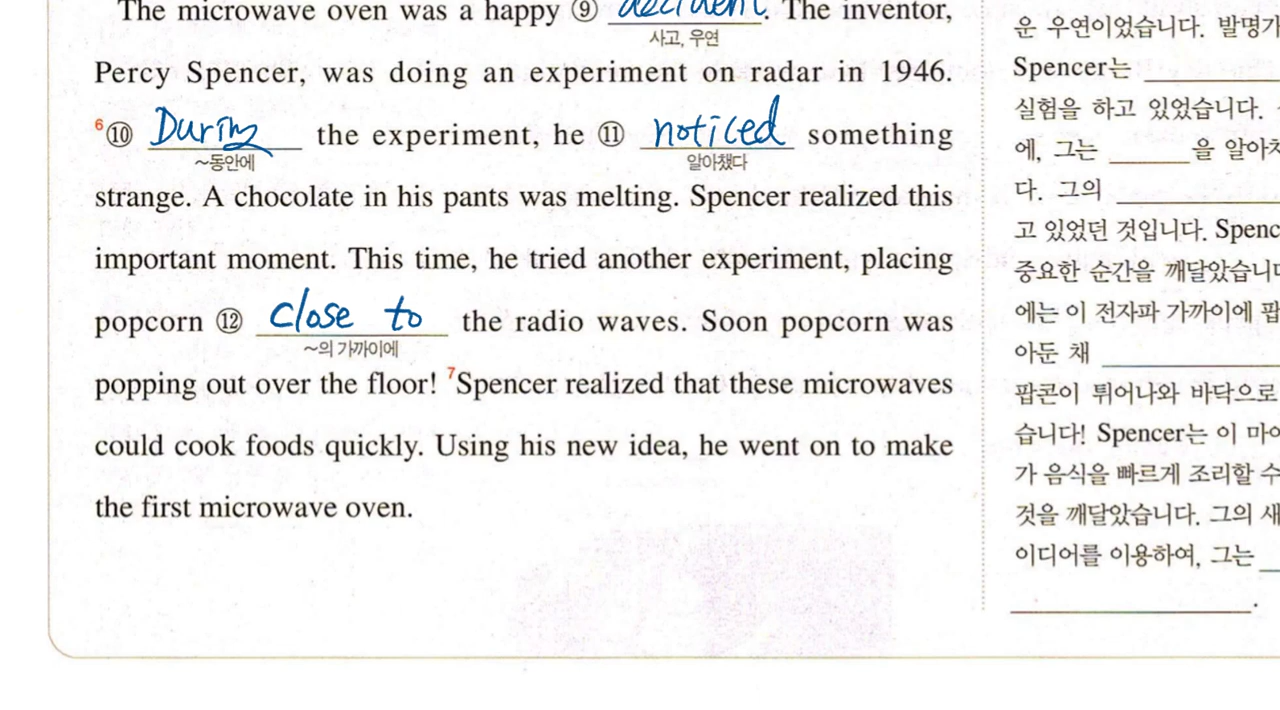 The microwave oven was a happy ⑨ accident. The inventor,
사고, 우연
Percy Spencer, was doing an experiment on radar in 1946.
6⑩ During the experiment, he ⑪ noticed something
~동안에 알아챘다
strange. A chocolate in his pants was melting. Spencer realized this
important moment. This time, he tried another experiment, placing
popcorn ⑫ close to the radio waves. Soon popcorn was
~의 가까이에
popping out over the floor! 7Spencer realized that these microwaves
could cook foods quickly. Using his new idea, he went on to make
the first microwave oven.
운 우연이었습니다. 발명가
Spencer는
실험을 하고 있었습니다.
에, 그는 ______을 알아차
다. 그의
고 있었던 것입니다. Spenc
중요한 순간을 깨달았습니다
에는 이 전자파 가까이에 팝
아둔 채
팝콘이 튀어나와 바닥으로
습니다! Spencer는 이 마이
가 음식을 빠르게 조리할 수
것을 깨달았습니다. 그의 새
이디어를 이용하여, 그는
.